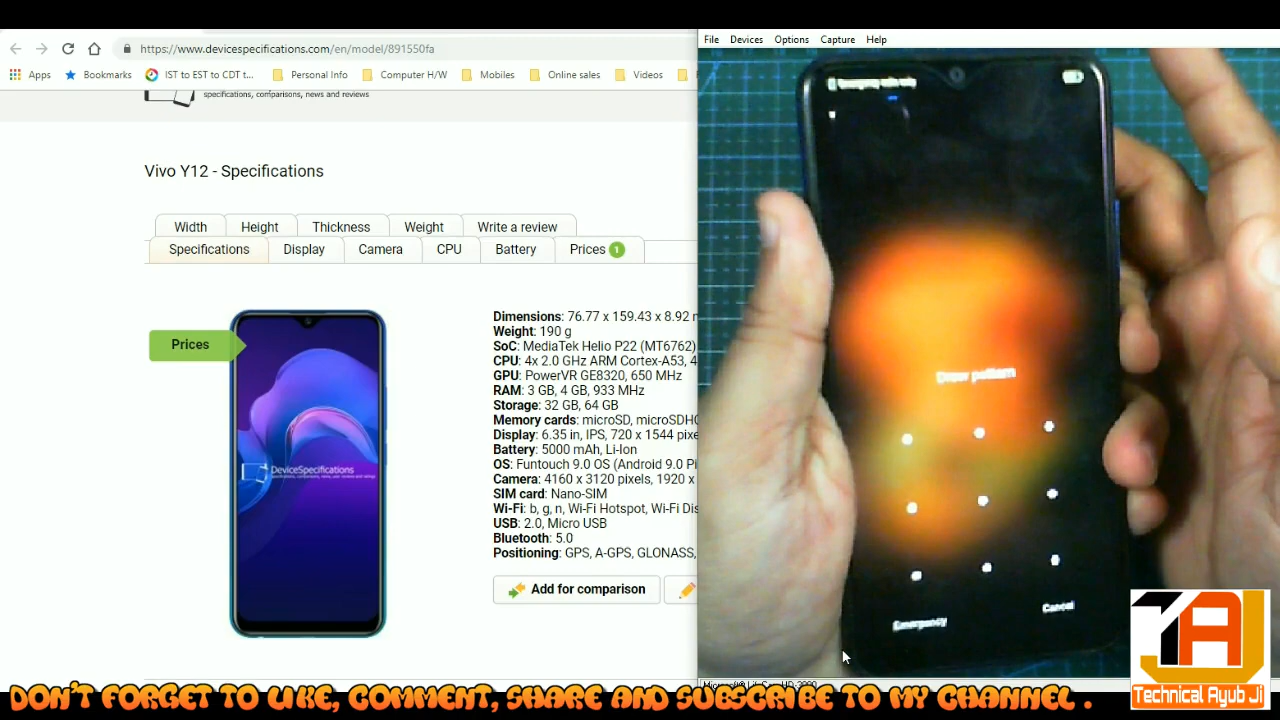 https://www.devicespecifications.com/en/model/891550fa
Apps
Bookmarks
IST to EST to CDT t...
Personal Info
Computer H/W
Mobiles
Online sales
Videos
specifications, comparisons, news and reviews
Vivo Y12 - Specifications
Width
Height
Thickness
Weight
Write a review
Specifications
Display
Camera
CPU
Battery
Prices 1
Prices
DeviceSpecifications
Dimensions: 76.77 x 159.43 x 8.92
Weight: 190 g
SoC: MediaTek Helio P22 (MT6762)
CPU: 4x 2.0 GHz ARM Cortex-A53, 4
GPU: PowerVR GE8320, 650 MHz
RAM: 3 GB, 4 GB, 933 MHz
Storage: 32 GB, 64 GB
Memory cards: microSD, microSDH
Display: 6.35 in, IPS, 720 x 1544 pixe
Battery: 5000 mAh, Li-Ion
OS: Funtouch 9.0 OS (Android 9.0 Pi
Camera: 4160 x 3120 pixels, 1920 x
SIM card: Nano-SIM
Wi-Fi: b, g, n, Wi-Fi Hotspot, Wi-Fi Dis
USB: 2.0, Micro USB
Bluetooth: 5.0
Positioning: GPS, A-GPS, GLONASS,
Add for comparison
File
Devices
Options
Capture
Help
Draw pattern
Emergency
Cancel
TAJ
Technical Ayub Ji
DON'T FORGET TO LIKE, COMMENT, SHARE AND SUBSCRIBE TO MY CHANNEL .